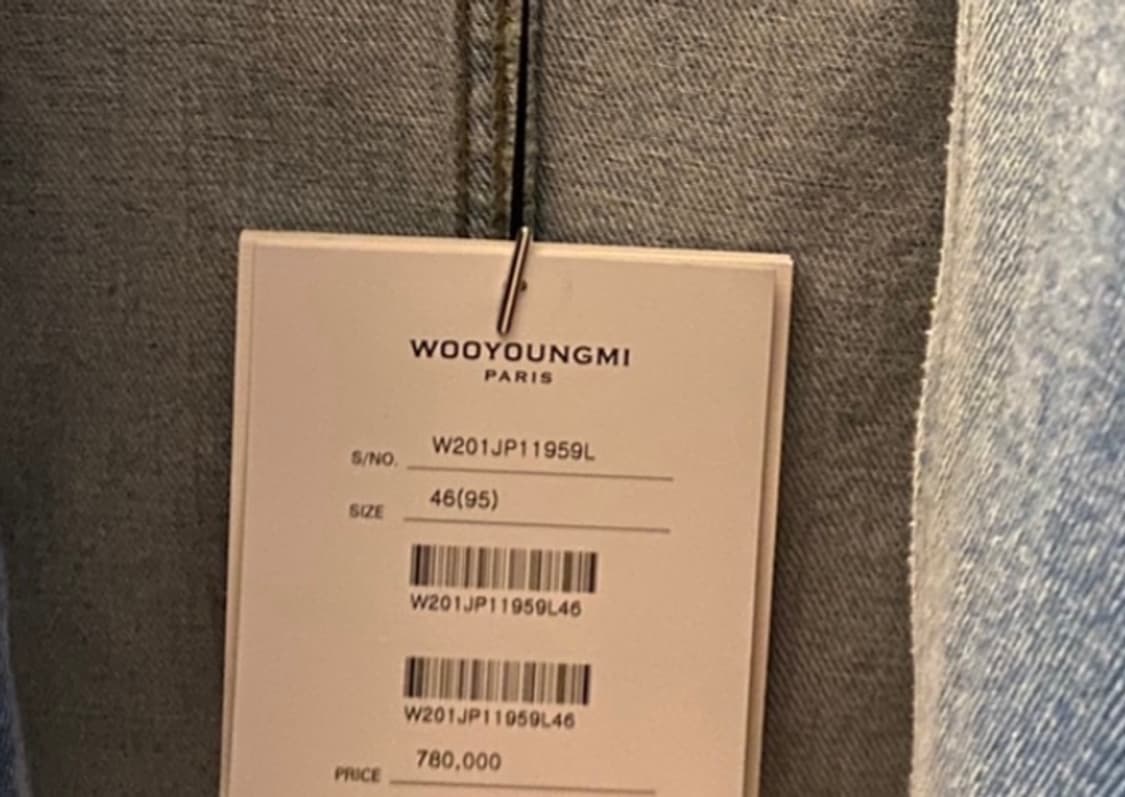 WOOYOUNGMI
PARIS
S/NO. W201JP11959L
SIZE 46(95)
W201JP11959L46
W201JP11959L46
PRICE 780,000